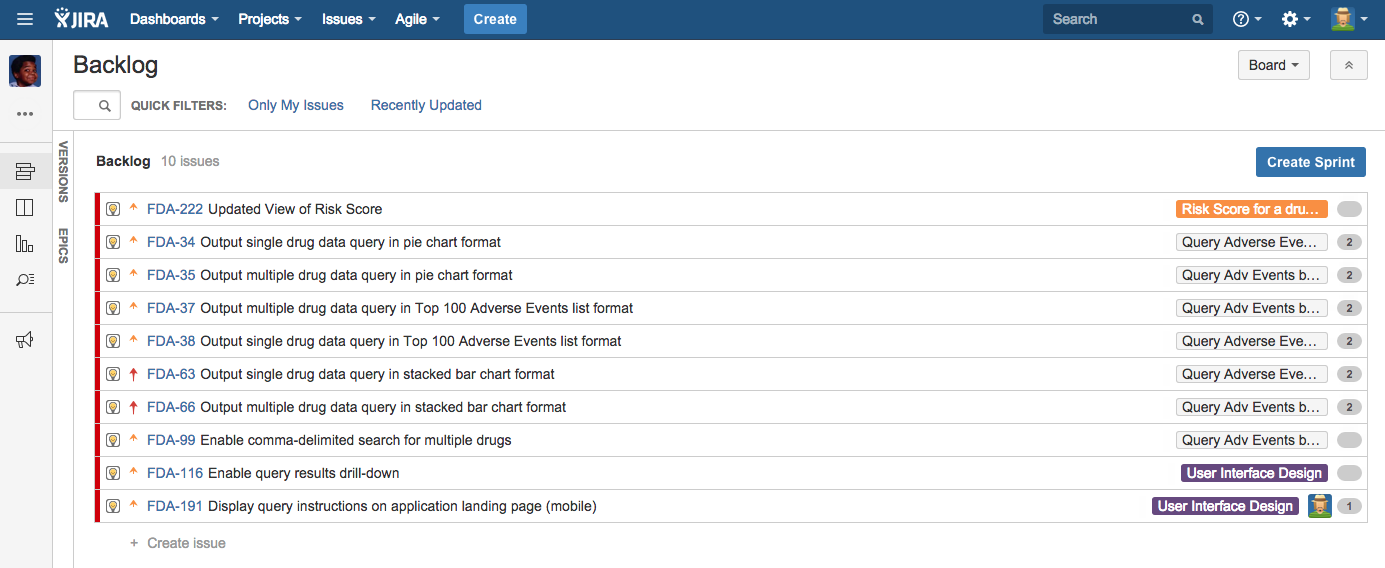 JIRA Dashboards Projects Issues Agile Create Search
Backlog Board
QUICK FILTERS: Only My Issues Recently Updated
VERSIONS
EPICS
Backlog 10 issues Create Sprint
FDA-222 Updated View of Risk Score Risk Score for a dru...
FDA-34 Output single drug data query in pie chart format Query Adverse Eve... 2
FDA-35 Output multiple drug data query in pie chart format Query Adv Events b... 2
FDA-37 Output multiple drug data query in Top 100 Adverse Events list format Query Adv Events b... 2
FDA-38 Output single drug data query in Top 100 Adverse Events list format Query Adverse Eve... 2
FDA-63 Output single drug data query in stacked bar chart format Query Adverse Eve... 2
FDA-66 Output multiple drug data query in stacked bar chart format Query Adv Events b... 2
FDA-99 Enable comma-delimited search for multiple drugs Query Adv Events b...
FDA-116 Enable query results drill-down User Interface Design
FDA-191 Display query instructions on application landing page (mobile) User Interface Design 1
+ Create issue